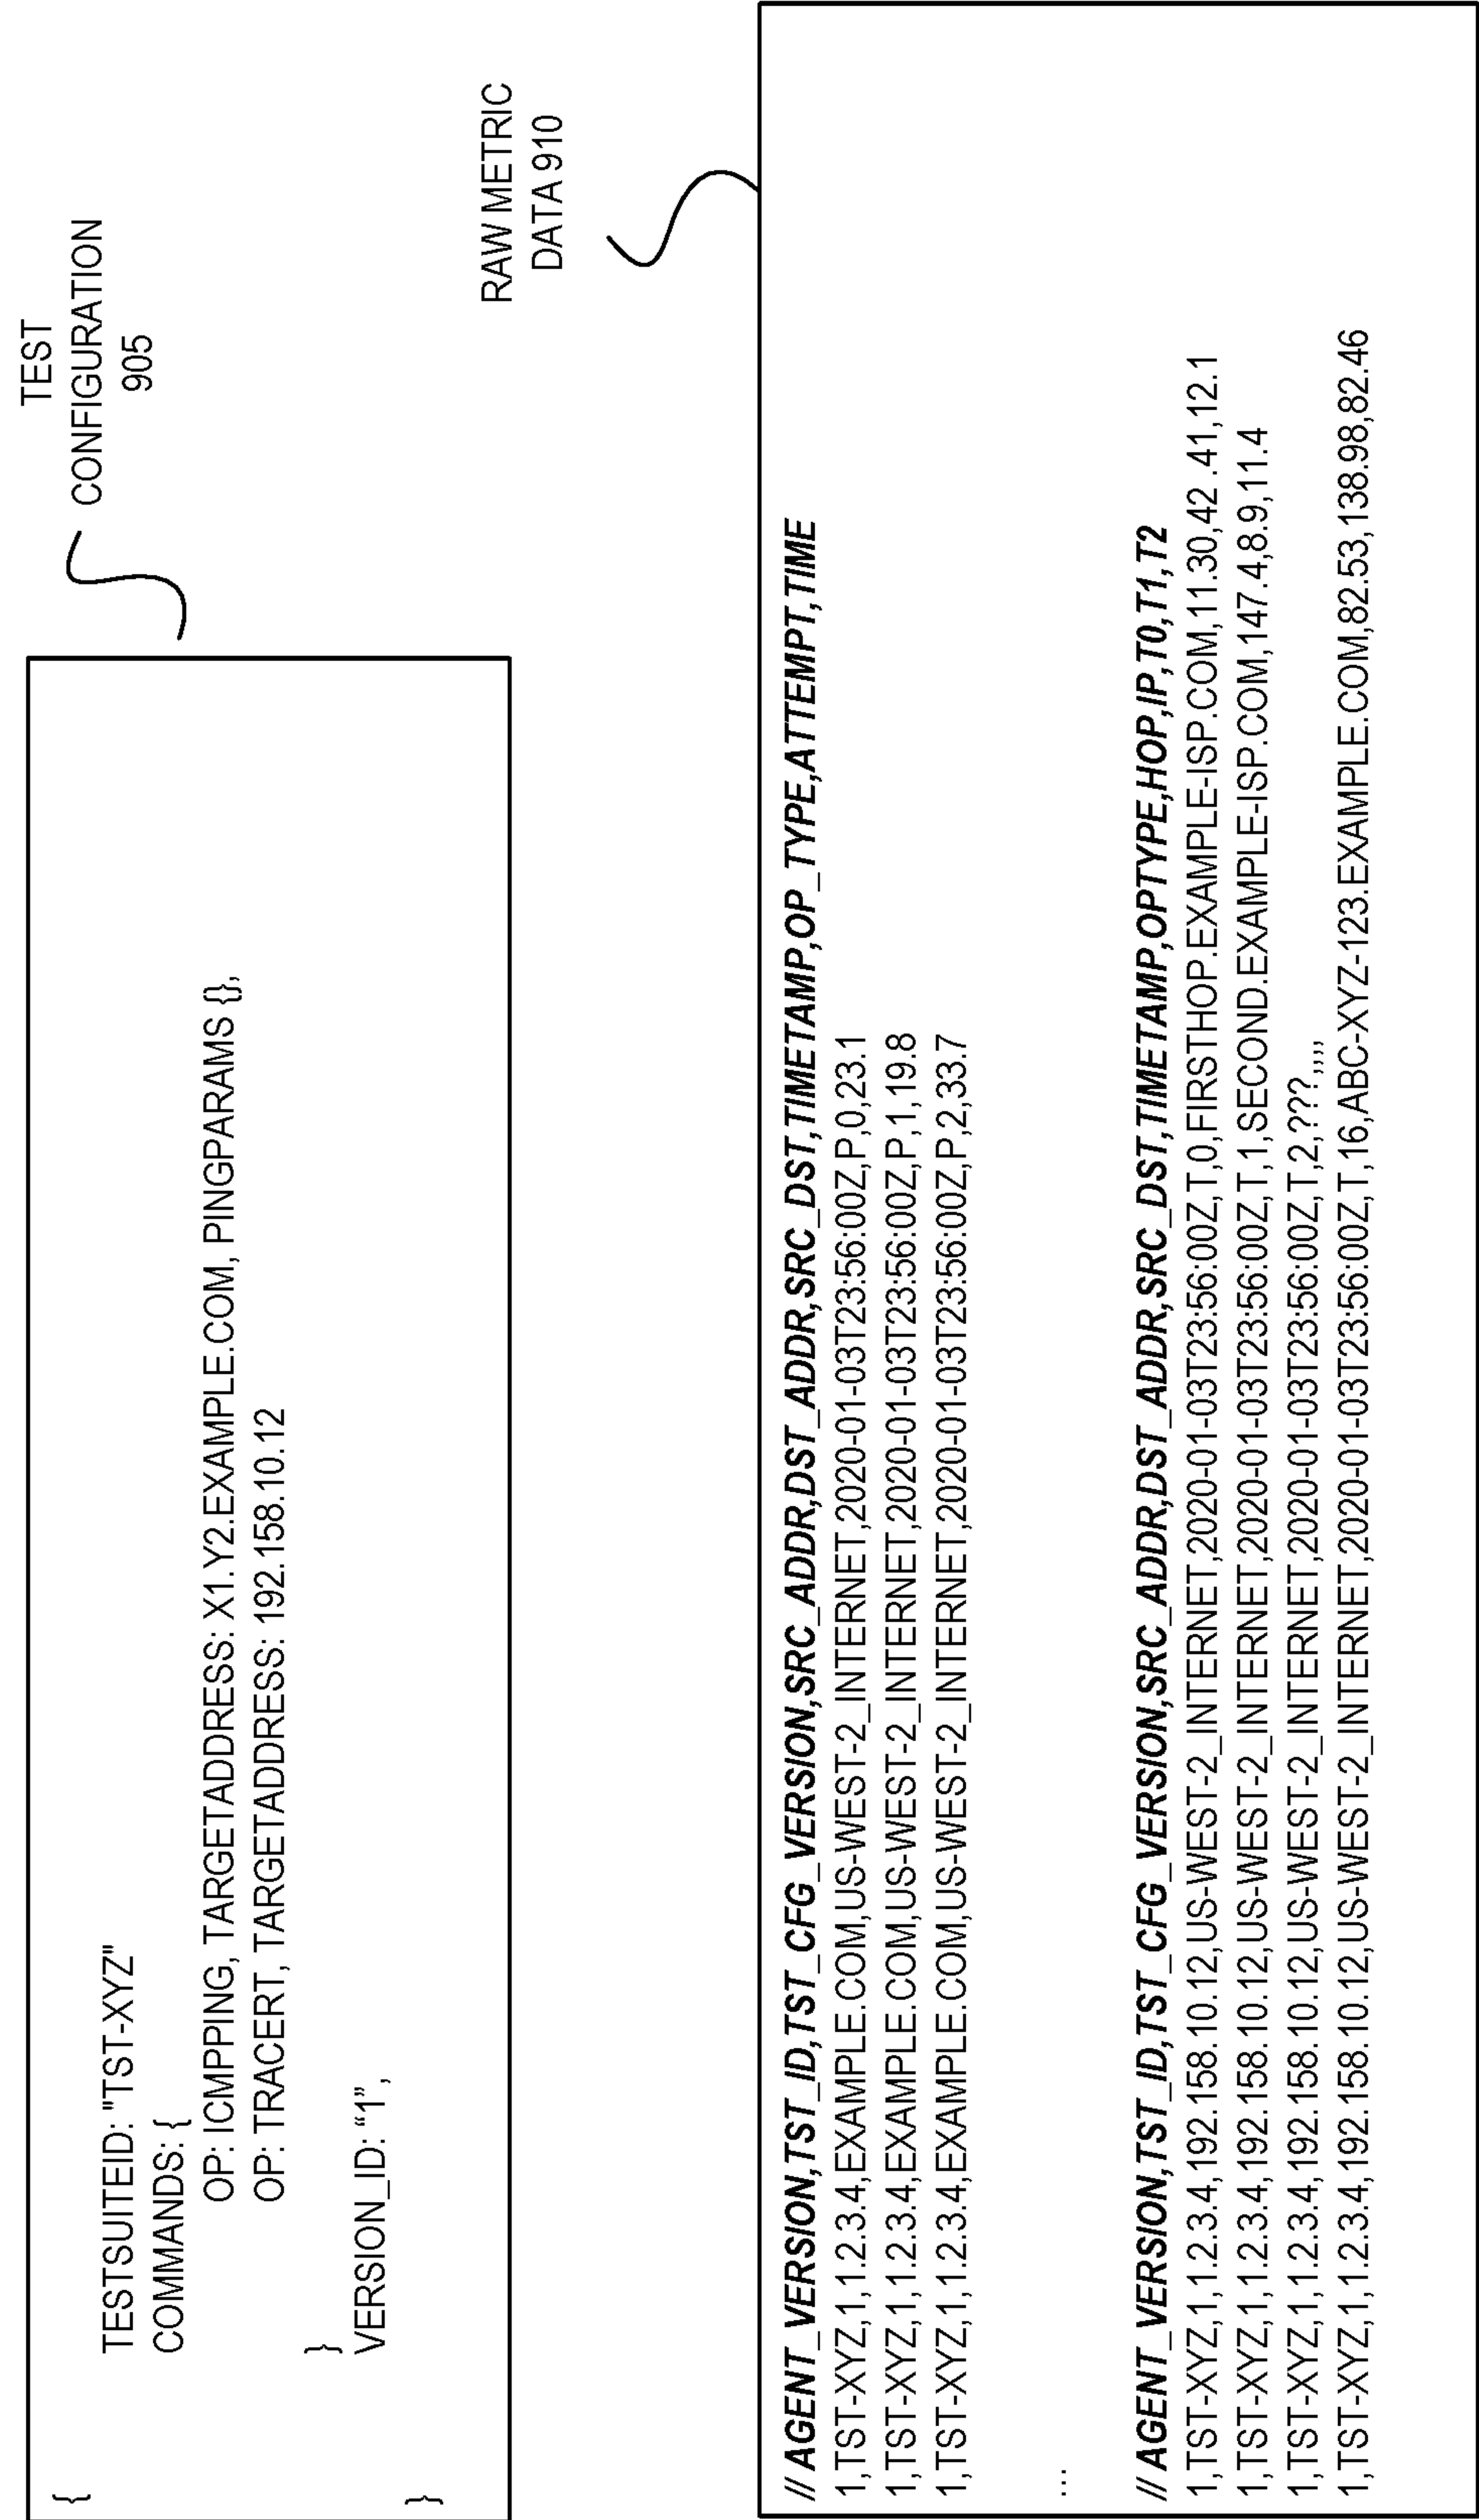 {
TESTSUITEID: "TST-XYZ"
COMMANDS: {
OP: ICMPPING, TARGETADDRESS: X1.Y2.EXAMPLE.COM, PINGPARAMS {},
OP: TRACERT, TARGETADDRESS: 192.158.10.12
}
VERSION_ID: “1”,
}
TEST
CONFIGURATION
905
RAW METRIC
DATA 910
// AGENT_VERSION,TST_ID,TST_CFG_VERSION,SRC_ADDR,DST_ADDR,SRC_DST,TIMETAMP,OP_TYPE,ATTEMPT,TIME
1,TST-XYZ,1,1.2.3.4,EXAMPLE.COM,US-WEST-2_INTERNET,2020-01-03T23:56:00Z,P,0,23.1
1,TST-XYZ,1,1.2.3.4,EXAMPLE.COM,US-WEST-2_INTERNET,2020-01-03T23:56:00Z,P,1,19.8
1,TST-XYZ,1,1.2.3.4,EXAMPLE.COM,US-WEST-2_INTERNET,2020-01-03T23:56:00Z,P,2,33.7
...
// AGENT_VERSION,TST_ID,TST_CFG_VERSION,SRC_ADDR,DST_ADDR,SRC_DST,TIMETAMP,OPTYPE,HOP,IP,T0,T1,T2
1,TST-XYZ,1,1.2.3.4,192.158.10.12,US-WEST-2_INTERNET,2020-01-03T23:56:00Z,T,0,FIRSTHOP.EXAMPLE-ISP.COM,11.30,42 .41,12.1
1,TST-XYZ,1,1.2.3.4,192.158.10.12,US-WEST-2_INTERNET,2020-01-03T23:56:00Z,T,1,SECOND.EXAMPLE-ISP.COM,147.4,8.9,11.4
1,TST-XYZ,1,1.2.3.4,192.158.10.12,US-WEST-2_INTERNET,2020-01-03T23:56:00Z,T,2,???,,,,
1,TST-XYZ,1,1.2.3.4,192.158.10.12,US-WEST-2_INTERNET,2020-01-03T23:56:00Z,T,16,ABC-XYZ-123.EXAMPLE.COM,82.53,138.98,82.46